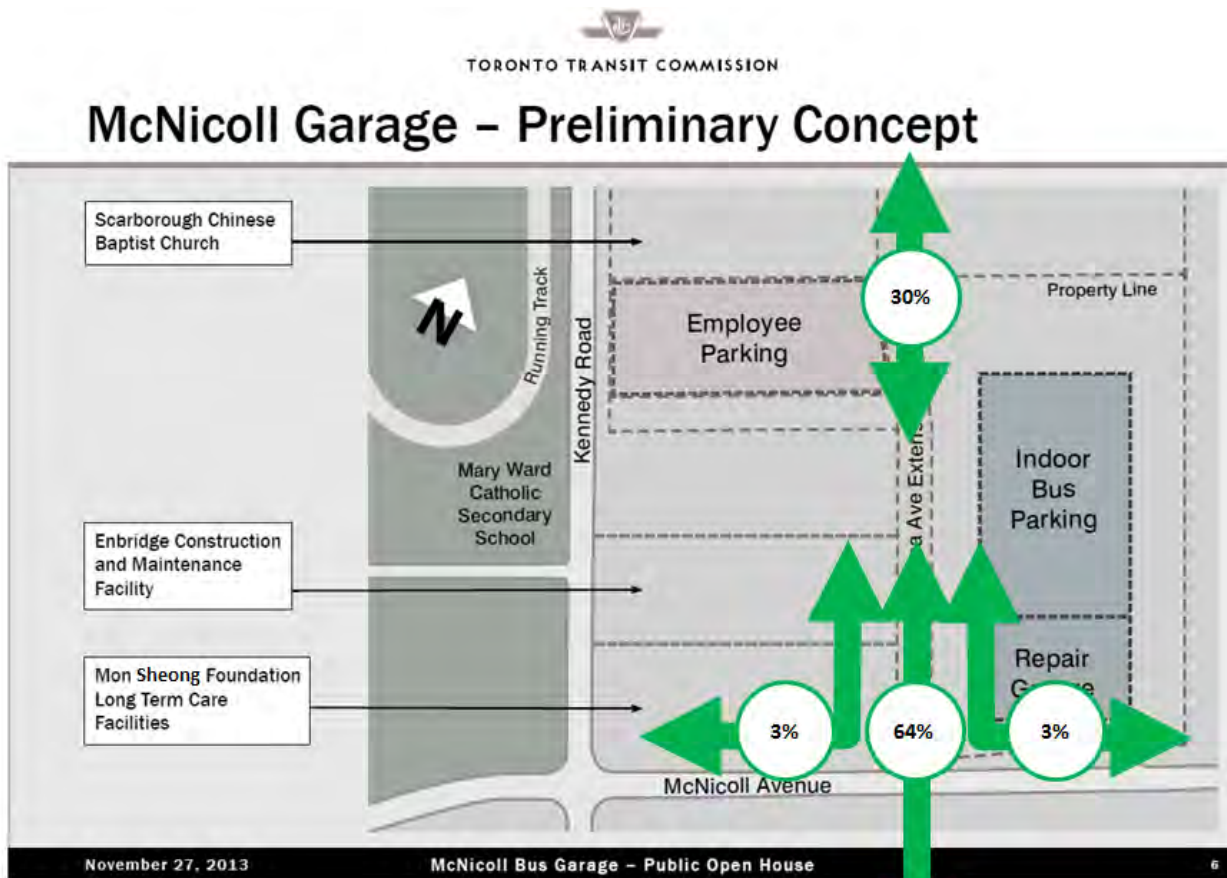 TORONTO TRANSIT COMMISSION
McNicoll Garage – Preliminary Concept
Scarborough Chinese
Baptist Church
Running Track
N
Kennedy Road
Employee
Parking
30%
Property Line
Mary Ward
Catholic
Secondary
School
a Ave Extens
Indoor
Bus
Parking
Enbridge Construction
and Maintenance
Facility
Mon Sheong Foundation
Long Term Care
Facilities
Repair
3%
64%
3%
McNicoll Avenue
November 27, 2013
McNicoll Bus Garage – Public Open House
6